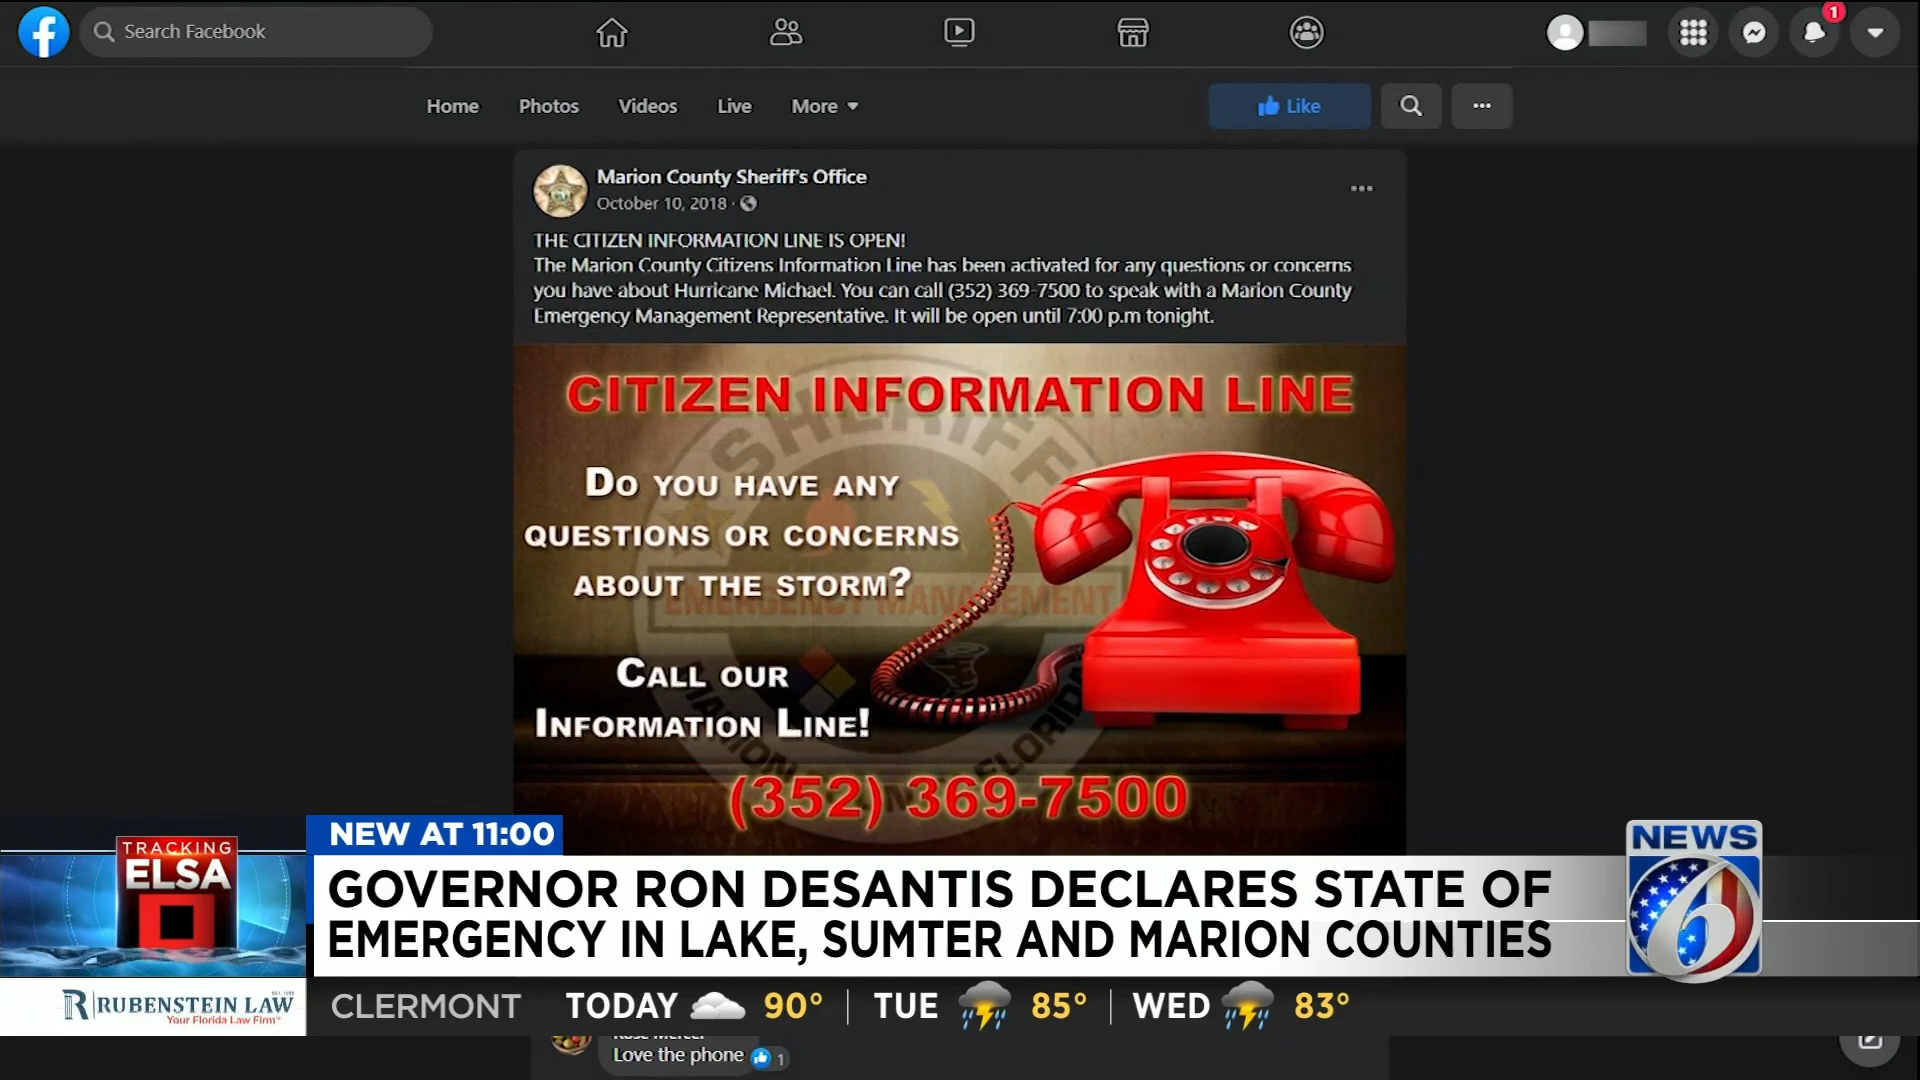 Search Facebook
1
Home Photos Videos Live More Like
Marion County Sheriff's Office
October 10, 2018
THE CITIZEN INFORMATION LINE IS OPEN!
The Marion County Citizens Information Line has been activated for any questions or concerns
you have about Hurricane Michael. You can call (352) 369-7500 to speak with a Marion County
Emergency Management Representative. It will be open until 7:00 p.m tonight.
CITIZEN INFORMATION LINE
SHERIFF
DO YOU HAVE ANY
QUESTIONS OR CONCERNS
ABOUT THE STORM?
EMERGENCY MANAGEMENT
CALL OUR
INFORMATION LINE!
FLORIDA
(352) 369-7500
NEW AT 11:00
TRACKING
ELSA
GOVERNOR RON DESANTIS DECLARES STATE OF
EMERGENCY IN LAKE, SUMTER AND MARION COUNTIES
NEWS
6
R RUBENSTEIN LAW
Your Florida Law Firm
CLERMONT TODAY 90° TUE 85° WED 83°
Love the phone 1